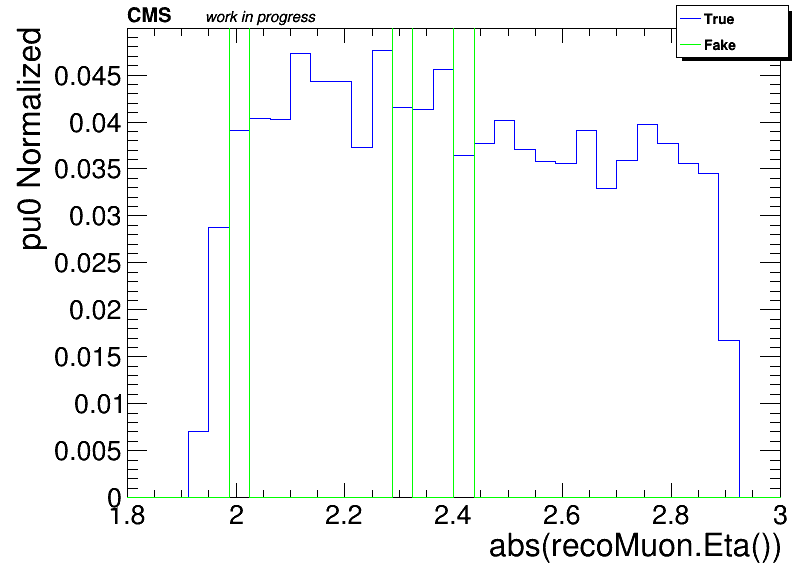 CMS work in progress
True
Fake
pu0 Normalized
0.045
0.04
0.035
0.03
0.025
0.02
0.015
0.01
0.005
0
1.8 2 2.2 2.4 2.6 2.8 3
abs(recoMuon.Eta())